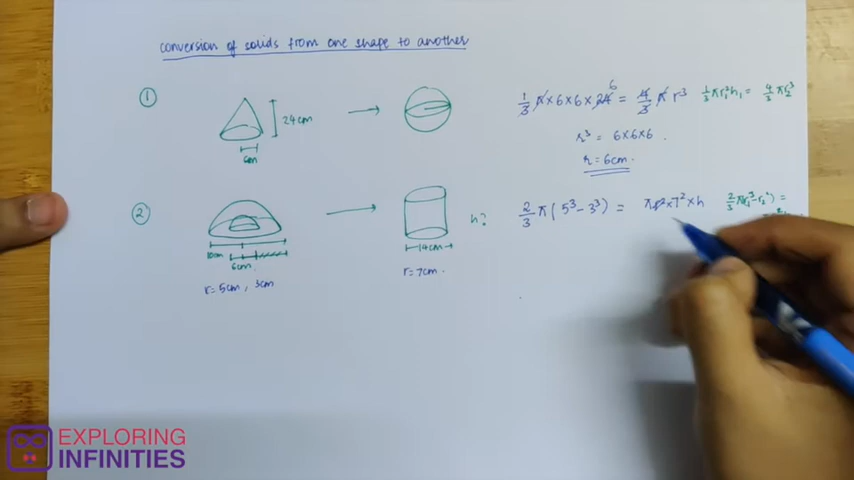 conversion of solids from one shape to another
①
24cm
6cm
1/3 π × 6 × 6 × 24 6 = 4/3 π r³
1/3 πr₁²h₁ = 4/3 πr₂³
r³ = 6×6×6
r = 6cm
②
10cm
6cm
r = 5cm, 3cm
h?
14cm
r = 7cm
2/3 π (5³ - 3³) = π × 7² × h
2/3 π(r₁³ - r₂³) =
EXPLORING
INFINITIES